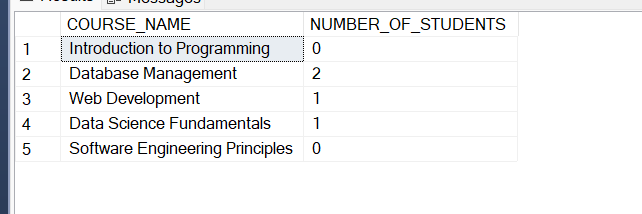 Results Messages
COURSE_NAME NUMBER_OF_STUDENTS
1 Introduction to Programming 0
2 Database Management 2
3 Web Development 1
4 Data Science Fundamentals 1
5 Software Engineering Principles 0